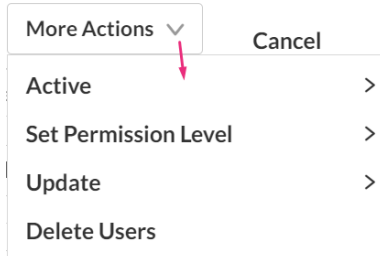 More Actions
Cancel
Active
Set Permission Level
Update
Delete Users